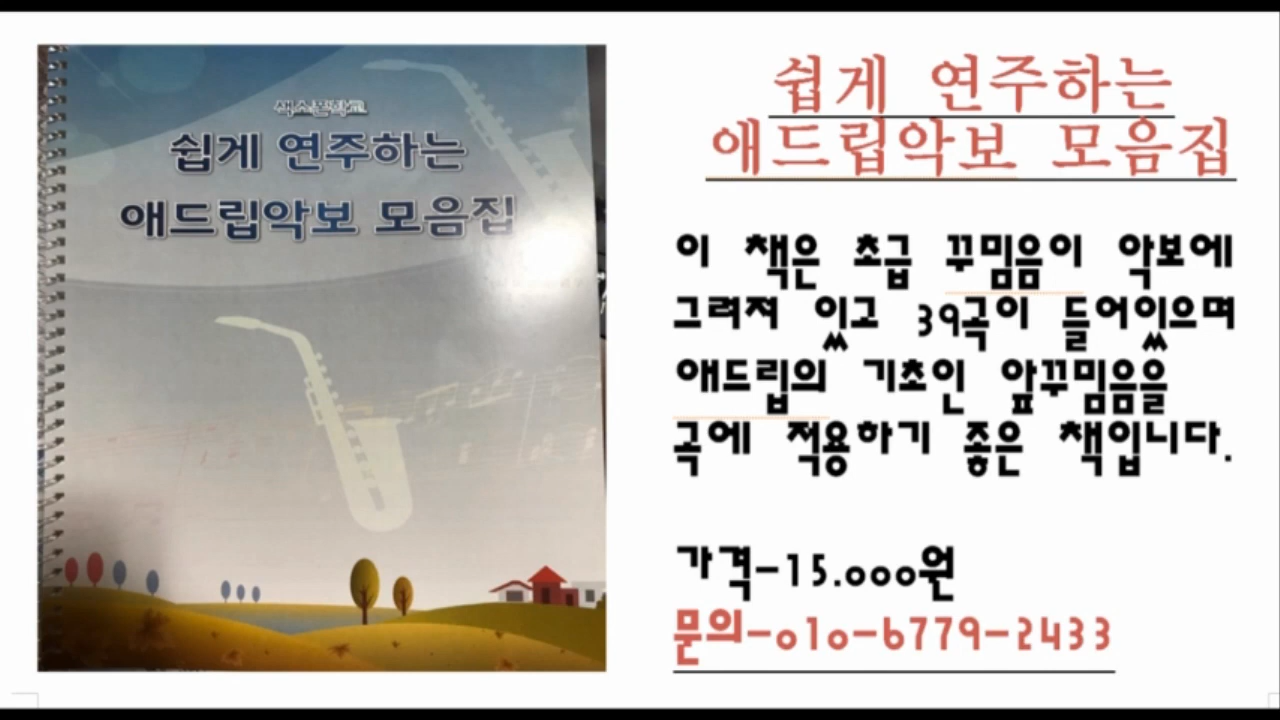 색소폰학교
쉽게 연주하는
애드립악보 모음집
쉽게 연주하는
애드립악보 모음집
이 책은 초급 꾸밈음이 악보에
그려져 있고 39곡이 들어있으며
애드립의 기초인 앞꾸밈음을
곡에 적용하기 좋은 책입니다.
가격-15.000원
문의-010-6779-2433